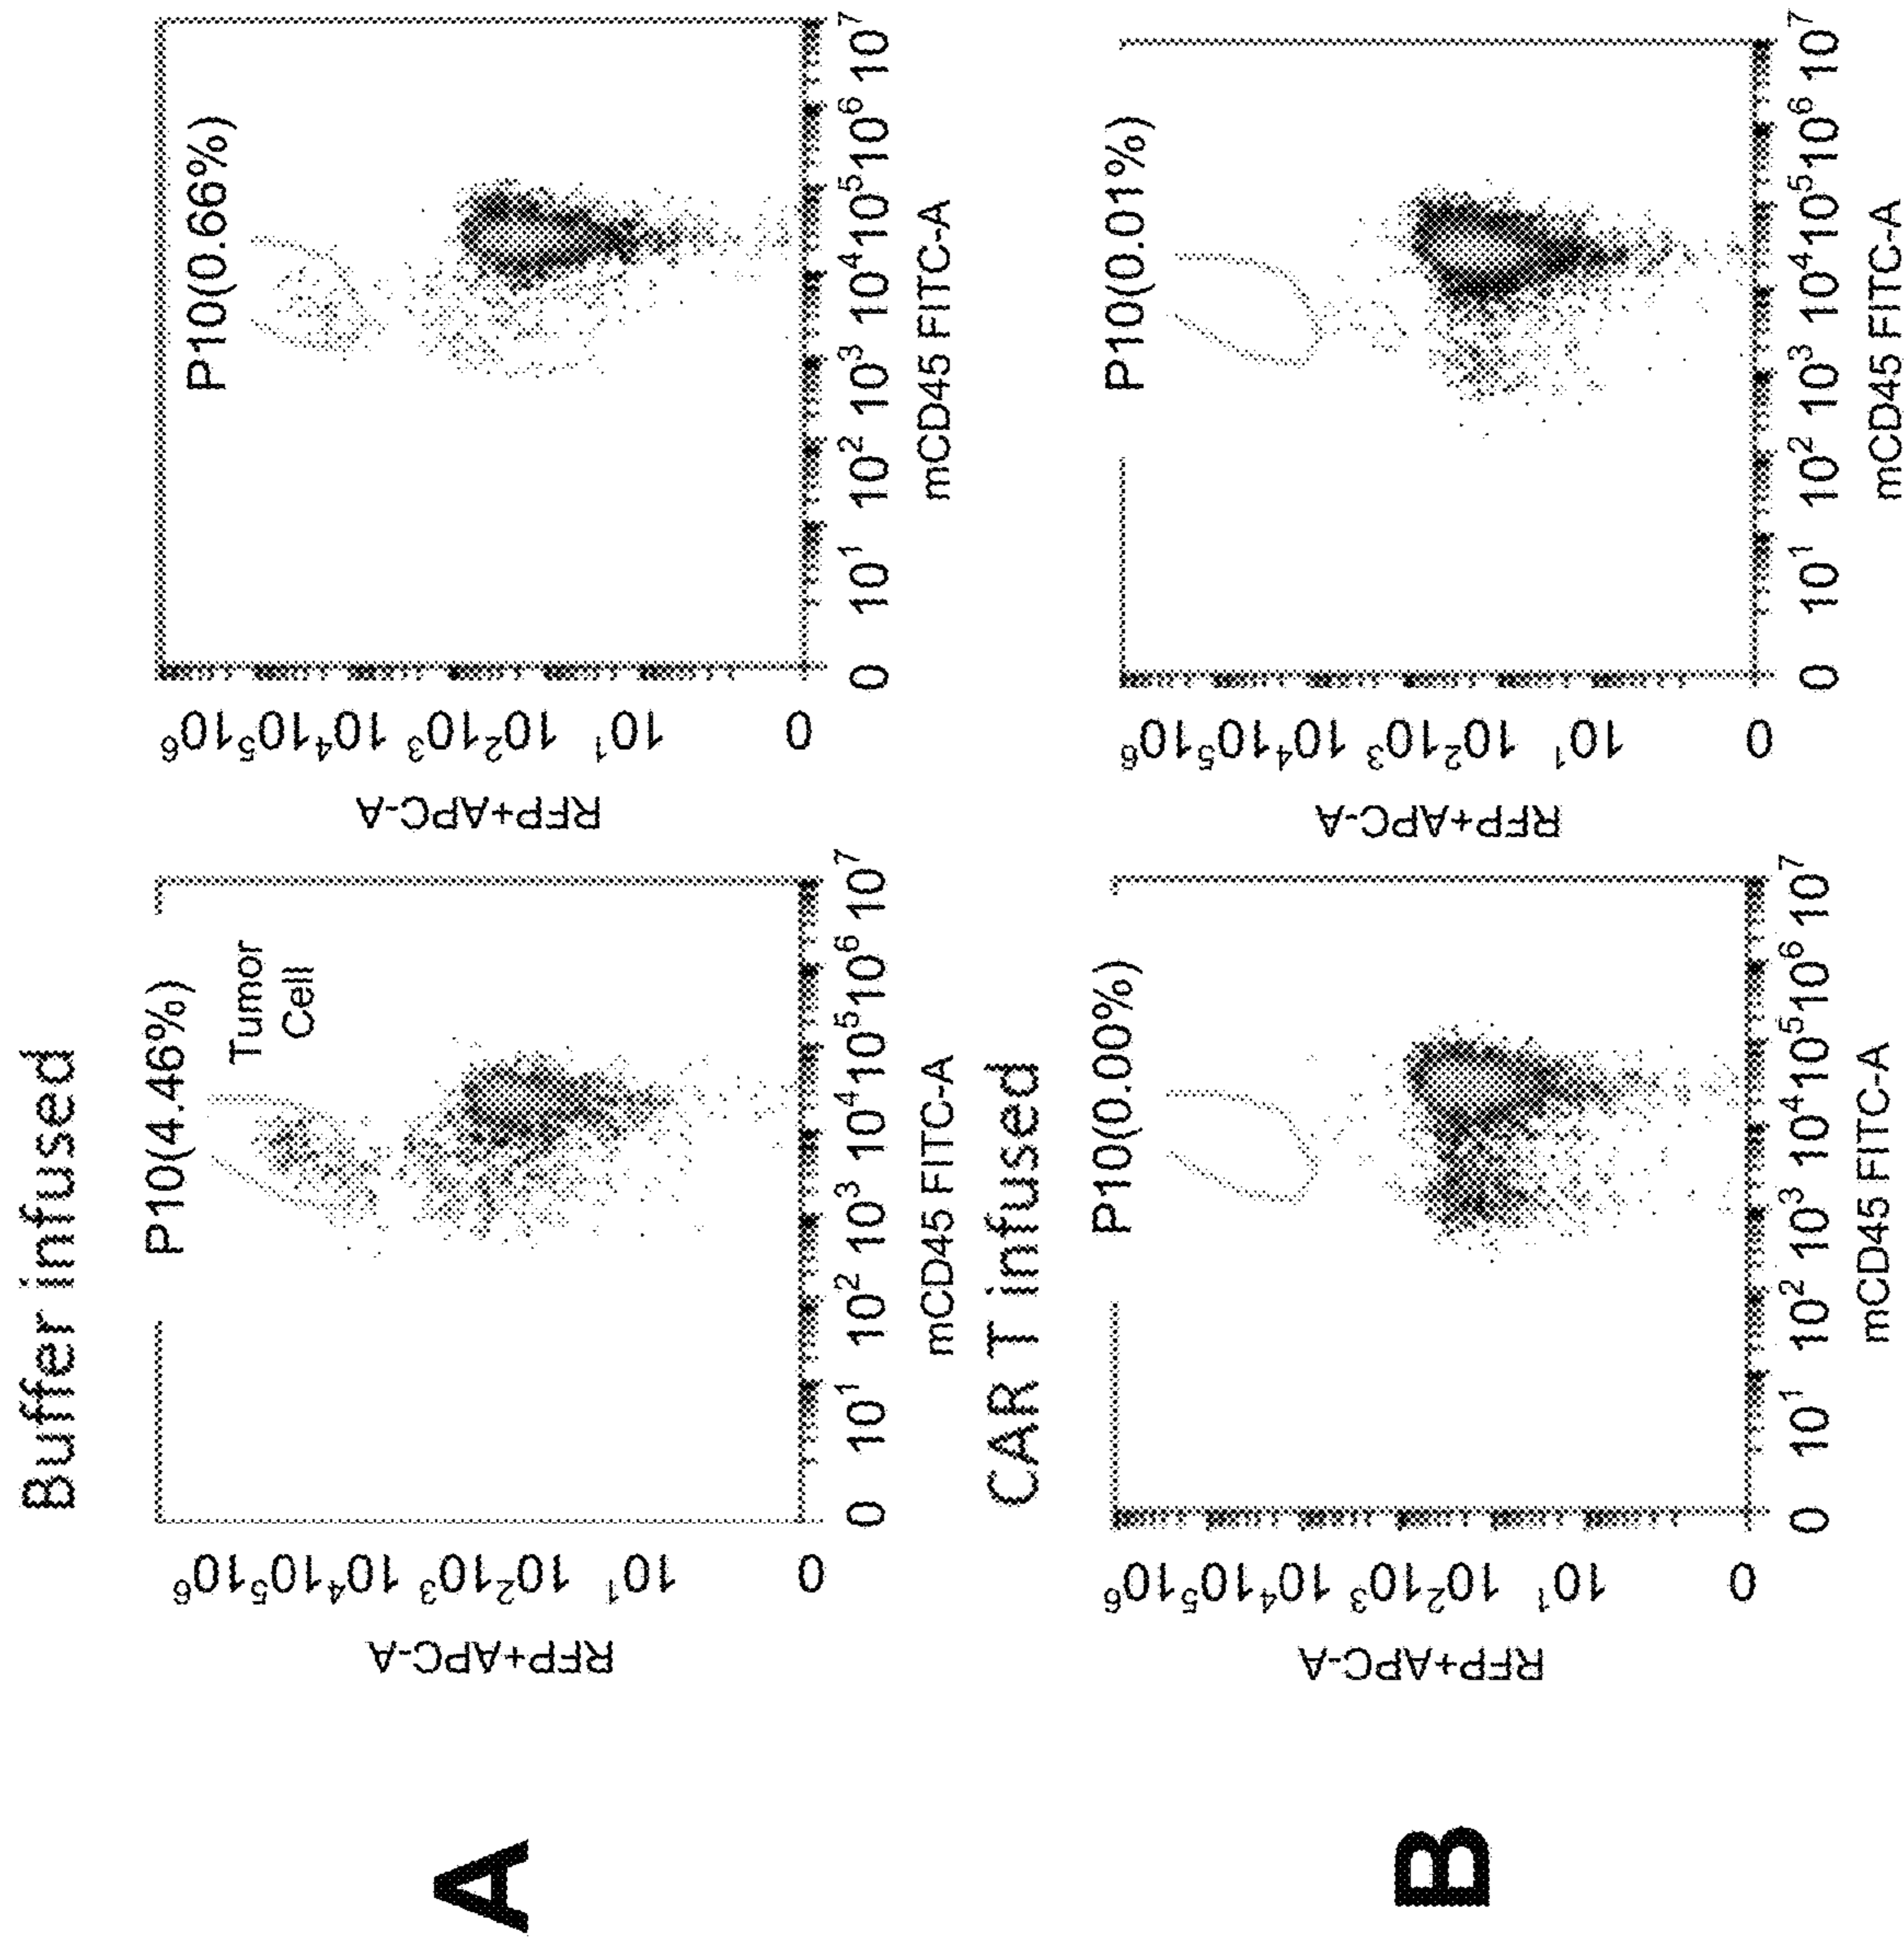 Buffer infused
A
RFP+APC-A
0 10¹ 10² 10³ 10⁴ 10⁵ 10⁶
P10(4.46%)
Tumor
Cell
0 10¹ 10² 10³ 10⁴ 10⁵ 10⁶ 10⁷
mCD45 FITC-A
RFP+APC-A
0 10¹ 10² 10³ 10⁴ 10⁵ 10⁶
P10(0.66%)
0 10¹ 10² 10³ 10⁴ 10⁵ 10⁶ 10⁷
mCD45 FITC-A
CAR T infused
B
RFP+APC-A
0 10¹ 10² 10³ 10⁴ 10⁵ 10⁶
P10(0.00%)
0 10¹ 10² 10³ 10⁴ 10⁵ 10⁶ 10⁷
mCD45 FITC-A
RFP+APC-A
0 10¹ 10² 10³ 10⁴ 10⁵ 10⁶
P10(0.01%)
0 10¹ 10² 10³ 10⁴ 10⁵ 10⁶ 10⁷
mCD45 FITC-A